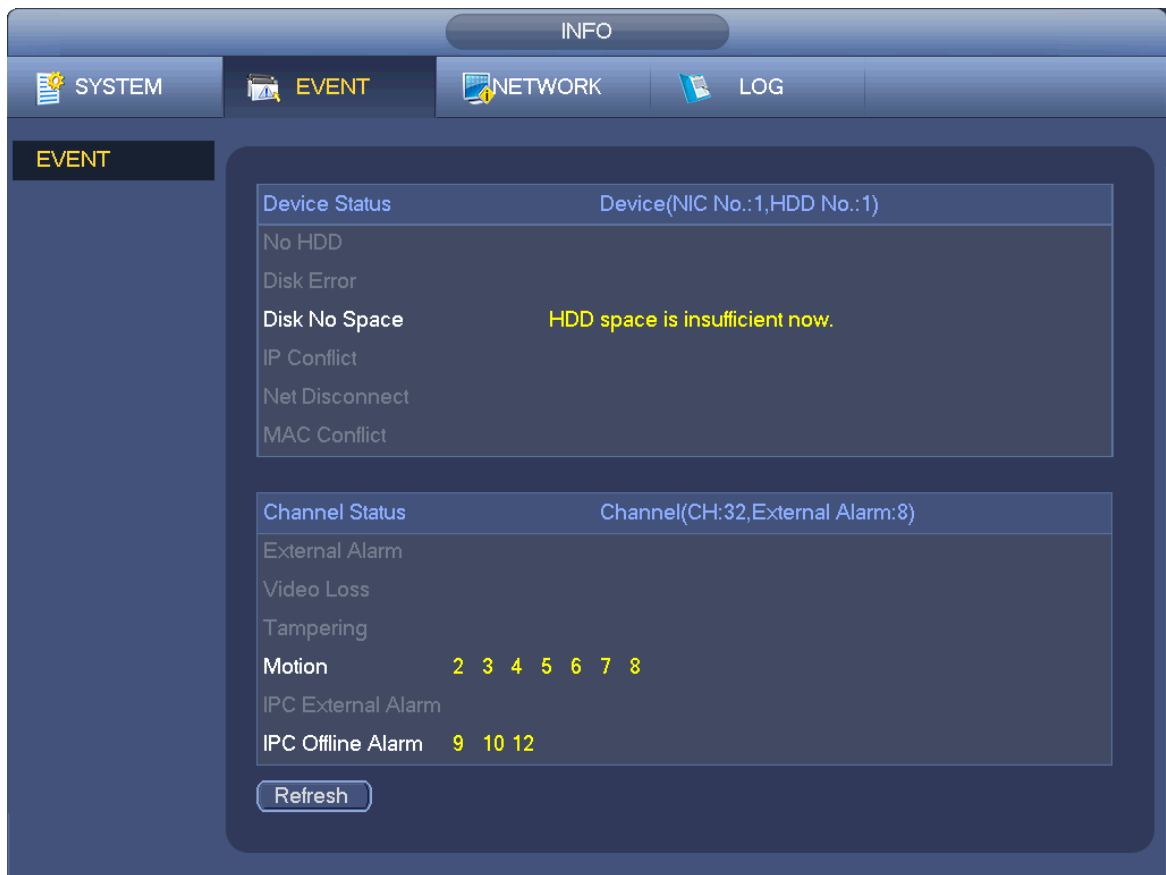 INFO
SYSTEM EVENT NETWORK LOG
EVENT
Device Status Device(NIC No.:1,HDD No.:1)
No HDD
Disk Error
Disk No Space HDD space is insufficient now.
IP Conflict
Net Disconnect
MAC Conflict
Channel Status Channel(CH:32,External Alarm:8)
External Alarm
Video Loss
Tampering
Motion 2 3 4 5 6 7 8
IPC External Alarm
IPC Offline Alarm 9 10 12
Refresh